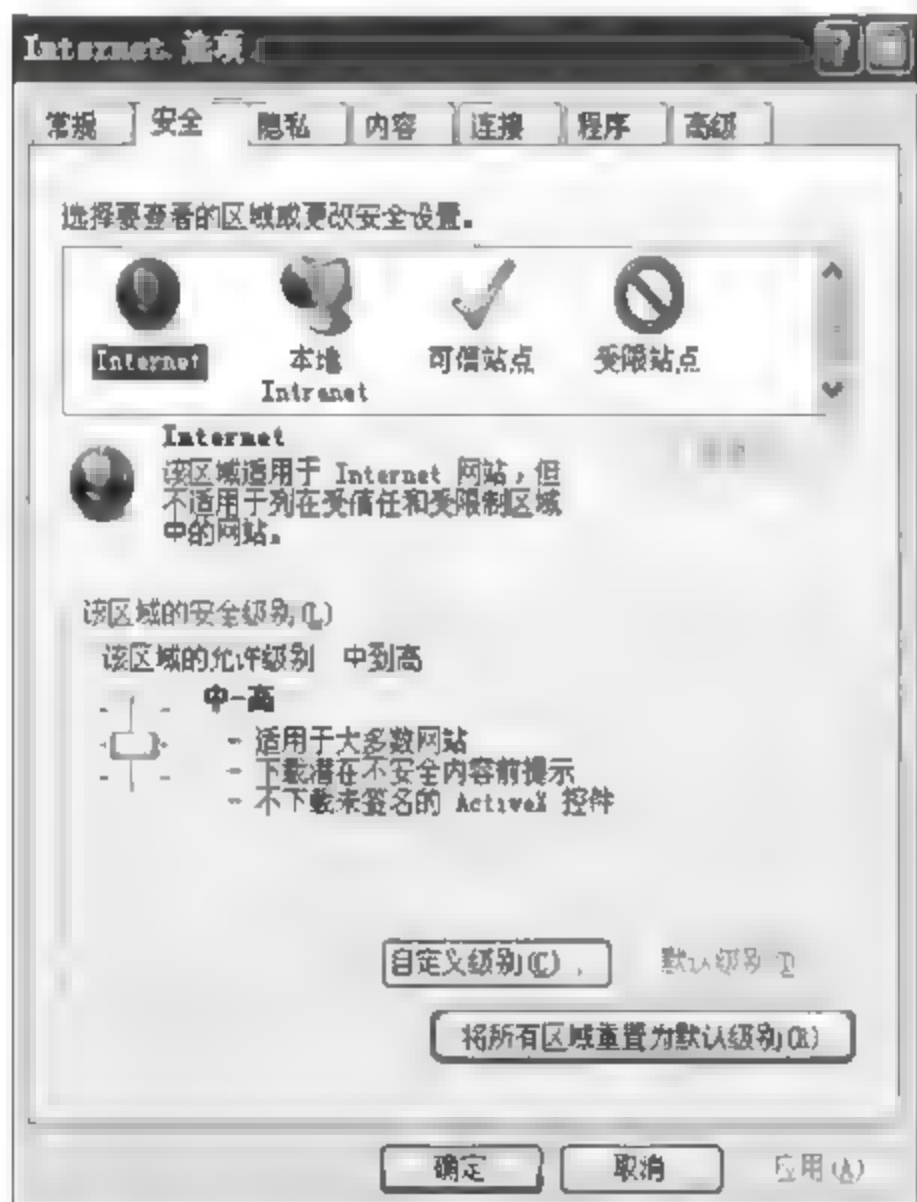 Internet 选项
常规 安全 隐私 内容 连接 程序 高级
选择要查看的区域或更改安全设置。
Internet 本地 Intranet 可信站点 受限站点
Internet
该区域适用于 Internet 网站，但
不适用于列在受信任和受限制区域
中的网站。
该区域的安全级别(L)
该区域的允许级别 中到高
中-高
- 适用于大多数网站
- 下载潜在不安全内容前提示
- 不下载未签名的 ActiveX 控件
自定义级别(C) 默认级别
将所有区域重置为默认级别(R)
确定 取消 应用(A)